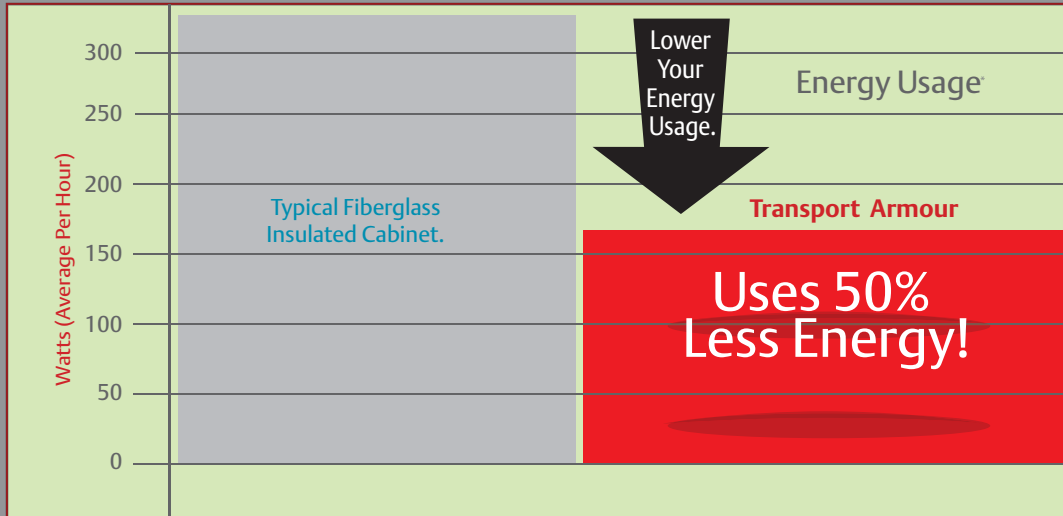 300
250
200
150
100
50
0
Watts (Average Per Hour)
Typical Fiberglass
Insulated Cabinet.
Lower
Your
Energy
Usage.
Energy Usage
Transport Armour
Uses 50%
Less Energy!